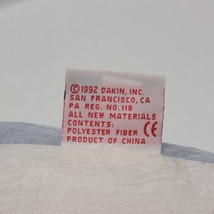 ©1992 DAKIN, INC.
SAN FRANCISCO, CA
PA REG. NO. 118
ALL NEW MATERIALS
CONTENTS:
POLYESTER FIBER CE
PRODUCT OF CHINA